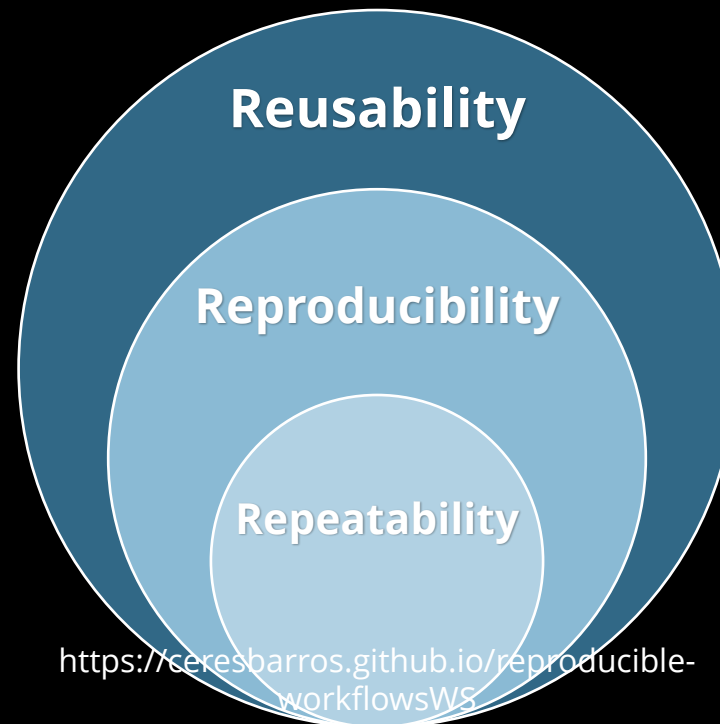 Reusability
Reproducibility
Repeatability
https://ceresbarros.github.io/reproducible-
workflowsWS